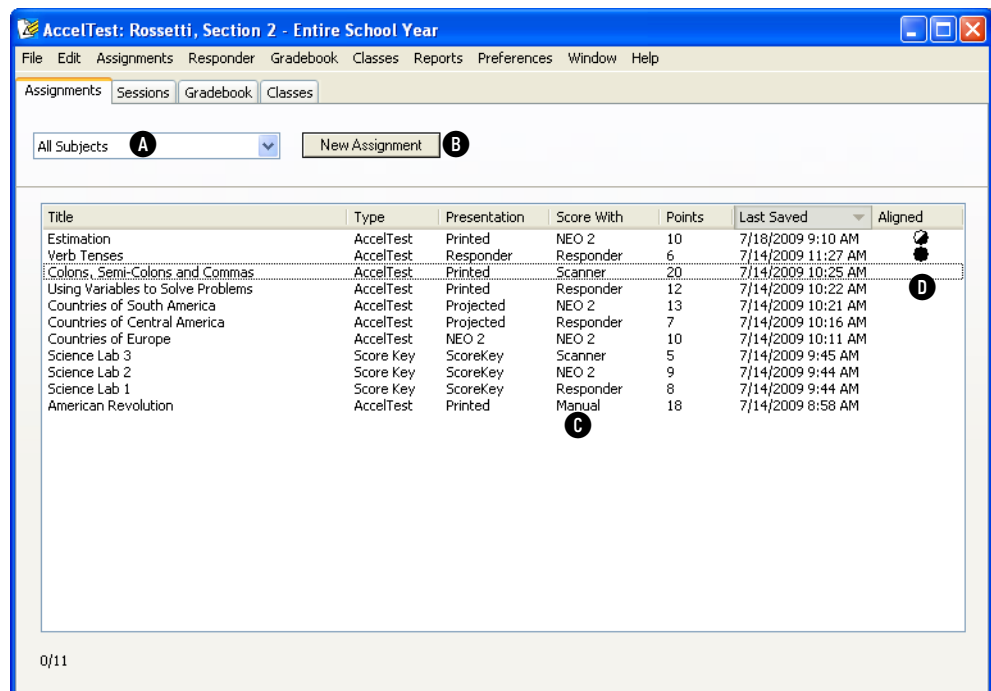 AccelTest: Rossetti, Section 2 - Entire School Year
File Edit Assignments Responder Gradebook Classes Reports Preferences Window Help
Assignments Sessions Gradebook Classes
All Subjects A New Assignment B
Title Type Presentation Score With Points Last Saved Aligned
Estimation AccelTest Printed NEO 2 10 7/18/2009 9:10 AM
Verb Tenses AccelTest Responder Responder 6 7/14/2009 11:27 AM
Colons, Semi-Colons and Commas AccelTest Printed Scanner 20 7/14/2009 10:25 AM
D
Using Variables to Solve Problems AccelTest Printed Responder 12 7/14/2009 10:22 AM
Countries of South America AccelTest Projected NEO 2 13 7/14/2009 10:21 AM
Countries of Central America AccelTest Projected Responder 7 7/14/2009 10:16 AM
Countries of Europe AccelTest NEO 2 NEO 2 10 7/14/2009 10:11 AM
Science Lab 3 Score Key ScoreKey Scanner 5 7/14/2009 9:45 AM
Science Lab 2 Score Key ScoreKey NEO 2 9 7/14/2009 9:44 AM
Science Lab 1 Score Key ScoreKey Responder 8 7/14/2009 9:44 AM
American Revolution AccelTest Printed Manual 18 7/14/2009 8:58 AM
C
0/11